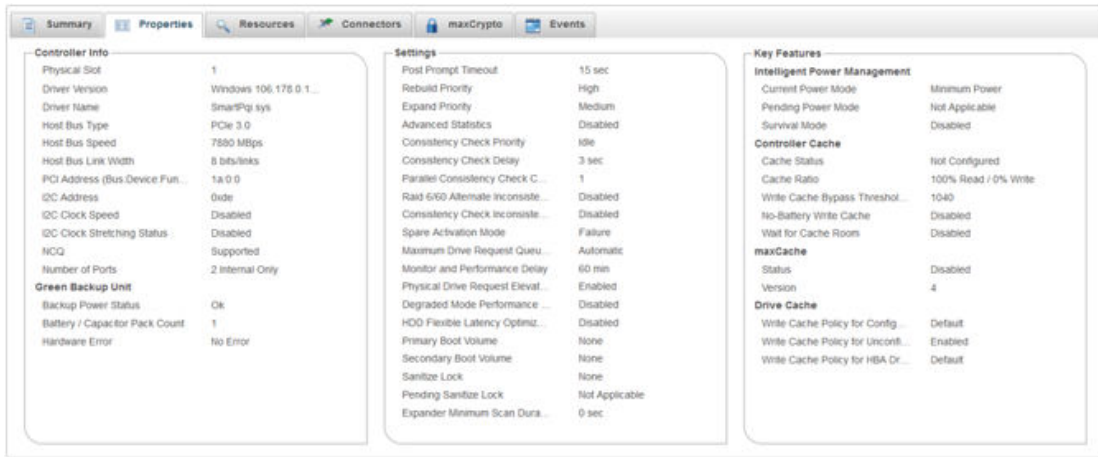 Summary Properties Resources Connectors maxCrypto Events
Controller Info
Physical Slot 1
Driver Version Windows 106.178.0.1...
Driver Name SmartPqi.sys
Host Bus Type PCIe 3.0
Host Bus Speed 7880 MBps
Host Bus Link Width 8 bits/links
PCI Address (Bus:Device:Fun... 1a:0:0
I2C Address 0xde
I2C Clock Speed Disabled
I2C Clock Stretching Status Disabled
NCQ Supported
Number of Ports 2 Internal Only
Green Backup Unit
Backup Power Status Ok
Battery / Capacitor Pack Count 1
Hardware Error No Error
Settings
Post Prompt Timeout 15 sec
Rebuild Priority High
Expand Priority Medium
Advanced Statistics Disabled
Consistency Check Priority Idle
Consistency Check Delay 3 sec
Parallel Consistency Check C... 1
Raid 6/60 Alternate Inconsiste... Disabled
Consistency Check Inconsiste... Disabled
Spare Activation Mode Failure
Maximum Drive Request Queu... Automatic
Monitor and Performance Delay 60 min
Physical Drive Request Elevat... Enabled
Degraded Mode Performance ... Disabled
HDD Flexible Latency Optimiz... Disabled
Primary Boot Volume None
Secondary Boot Volume None
Sanitize Lock None
Pending Sanitize Lock Not Applicable
Expander Minimum Scan Dura... 0 sec
Key Features
Intelligent Power Management
Current Power Mode Minimum Power
Pending Power Mode Not Applicable
Survival Mode Disabled
Controller Cache
Cache Status Not Configured
Cache Ratio 100% Read / 0% Write
Write Cache Bypass Threshol... 1040
No-Battery Write Cache Disabled
Wait for Cache Room Disabled
maxCache
Status Disabled
Version 4
Drive Cache
Write Cache Policy for Config... Default
Write Cache Policy for Unconfi... Enabled
Write Cache Policy for HBA Dr... Default